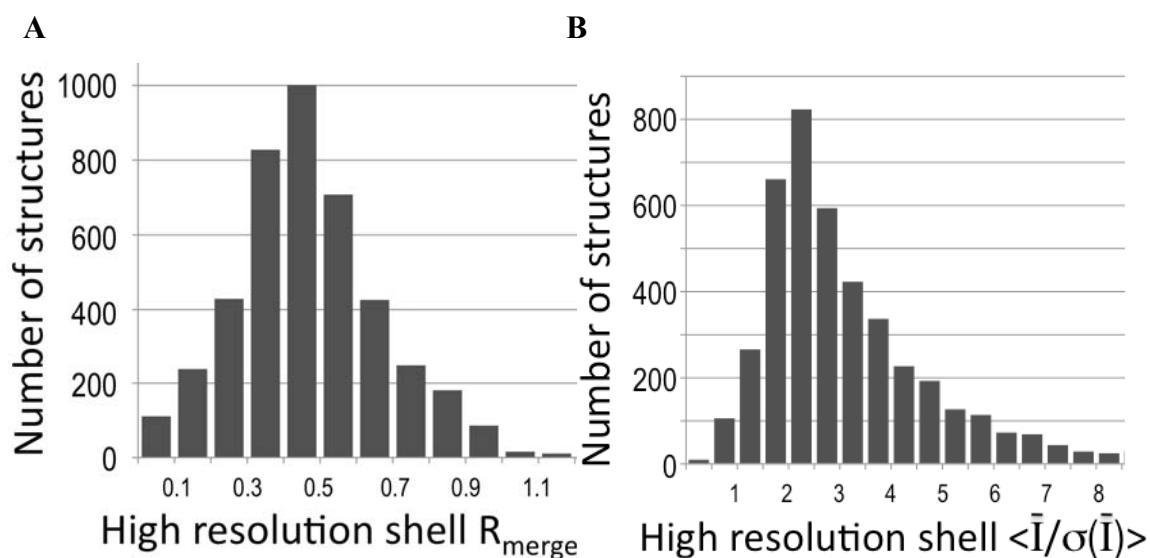 A
B
Number of structures
1000
800
600
400
200
0
0.1 0.3 0.5 0.7 0.9 1.1
High resolution shell Rmerge
Number of structures
800
600
400
200
0
1 2 3 4 5 6 7 8
High resolution shell <Ī/σ(Ī)>